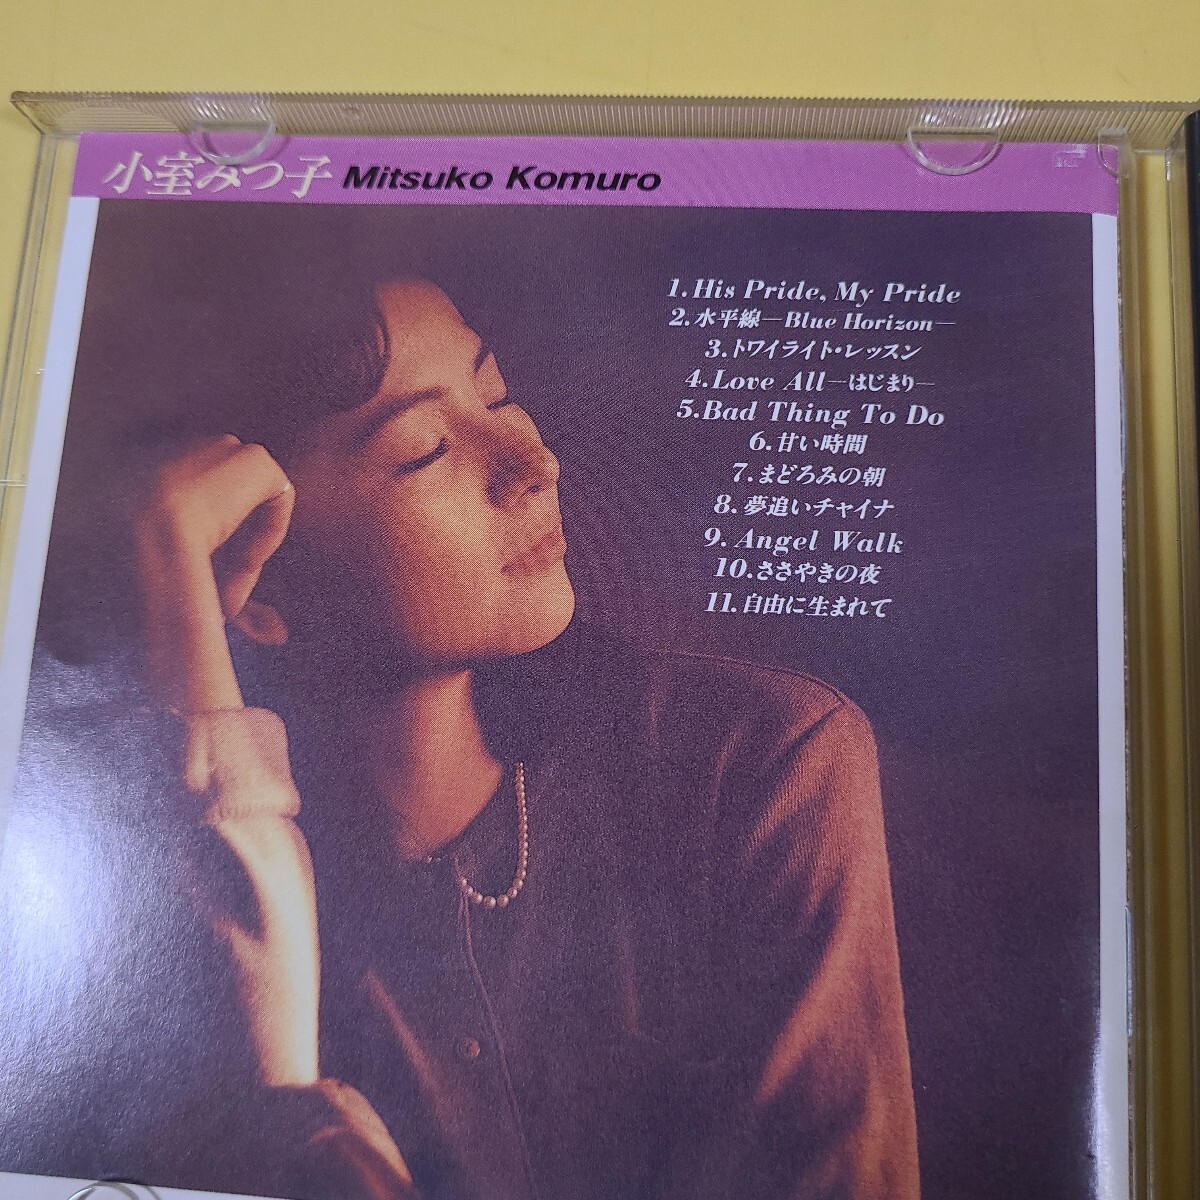 小室みつ子 Mitsuko Komuro
1. His Pride, My Pride
2. 水平線—Blue Horizon—
3. トワイライト・レッスン
4. Love All—はじまり—
5. Bad Thing To Do
6. 甘い時間
7. まどろみの朝
8. 夢追いチャイナ
9. Angel Walk
10. ささやきの夜
11. 自由に生まれて